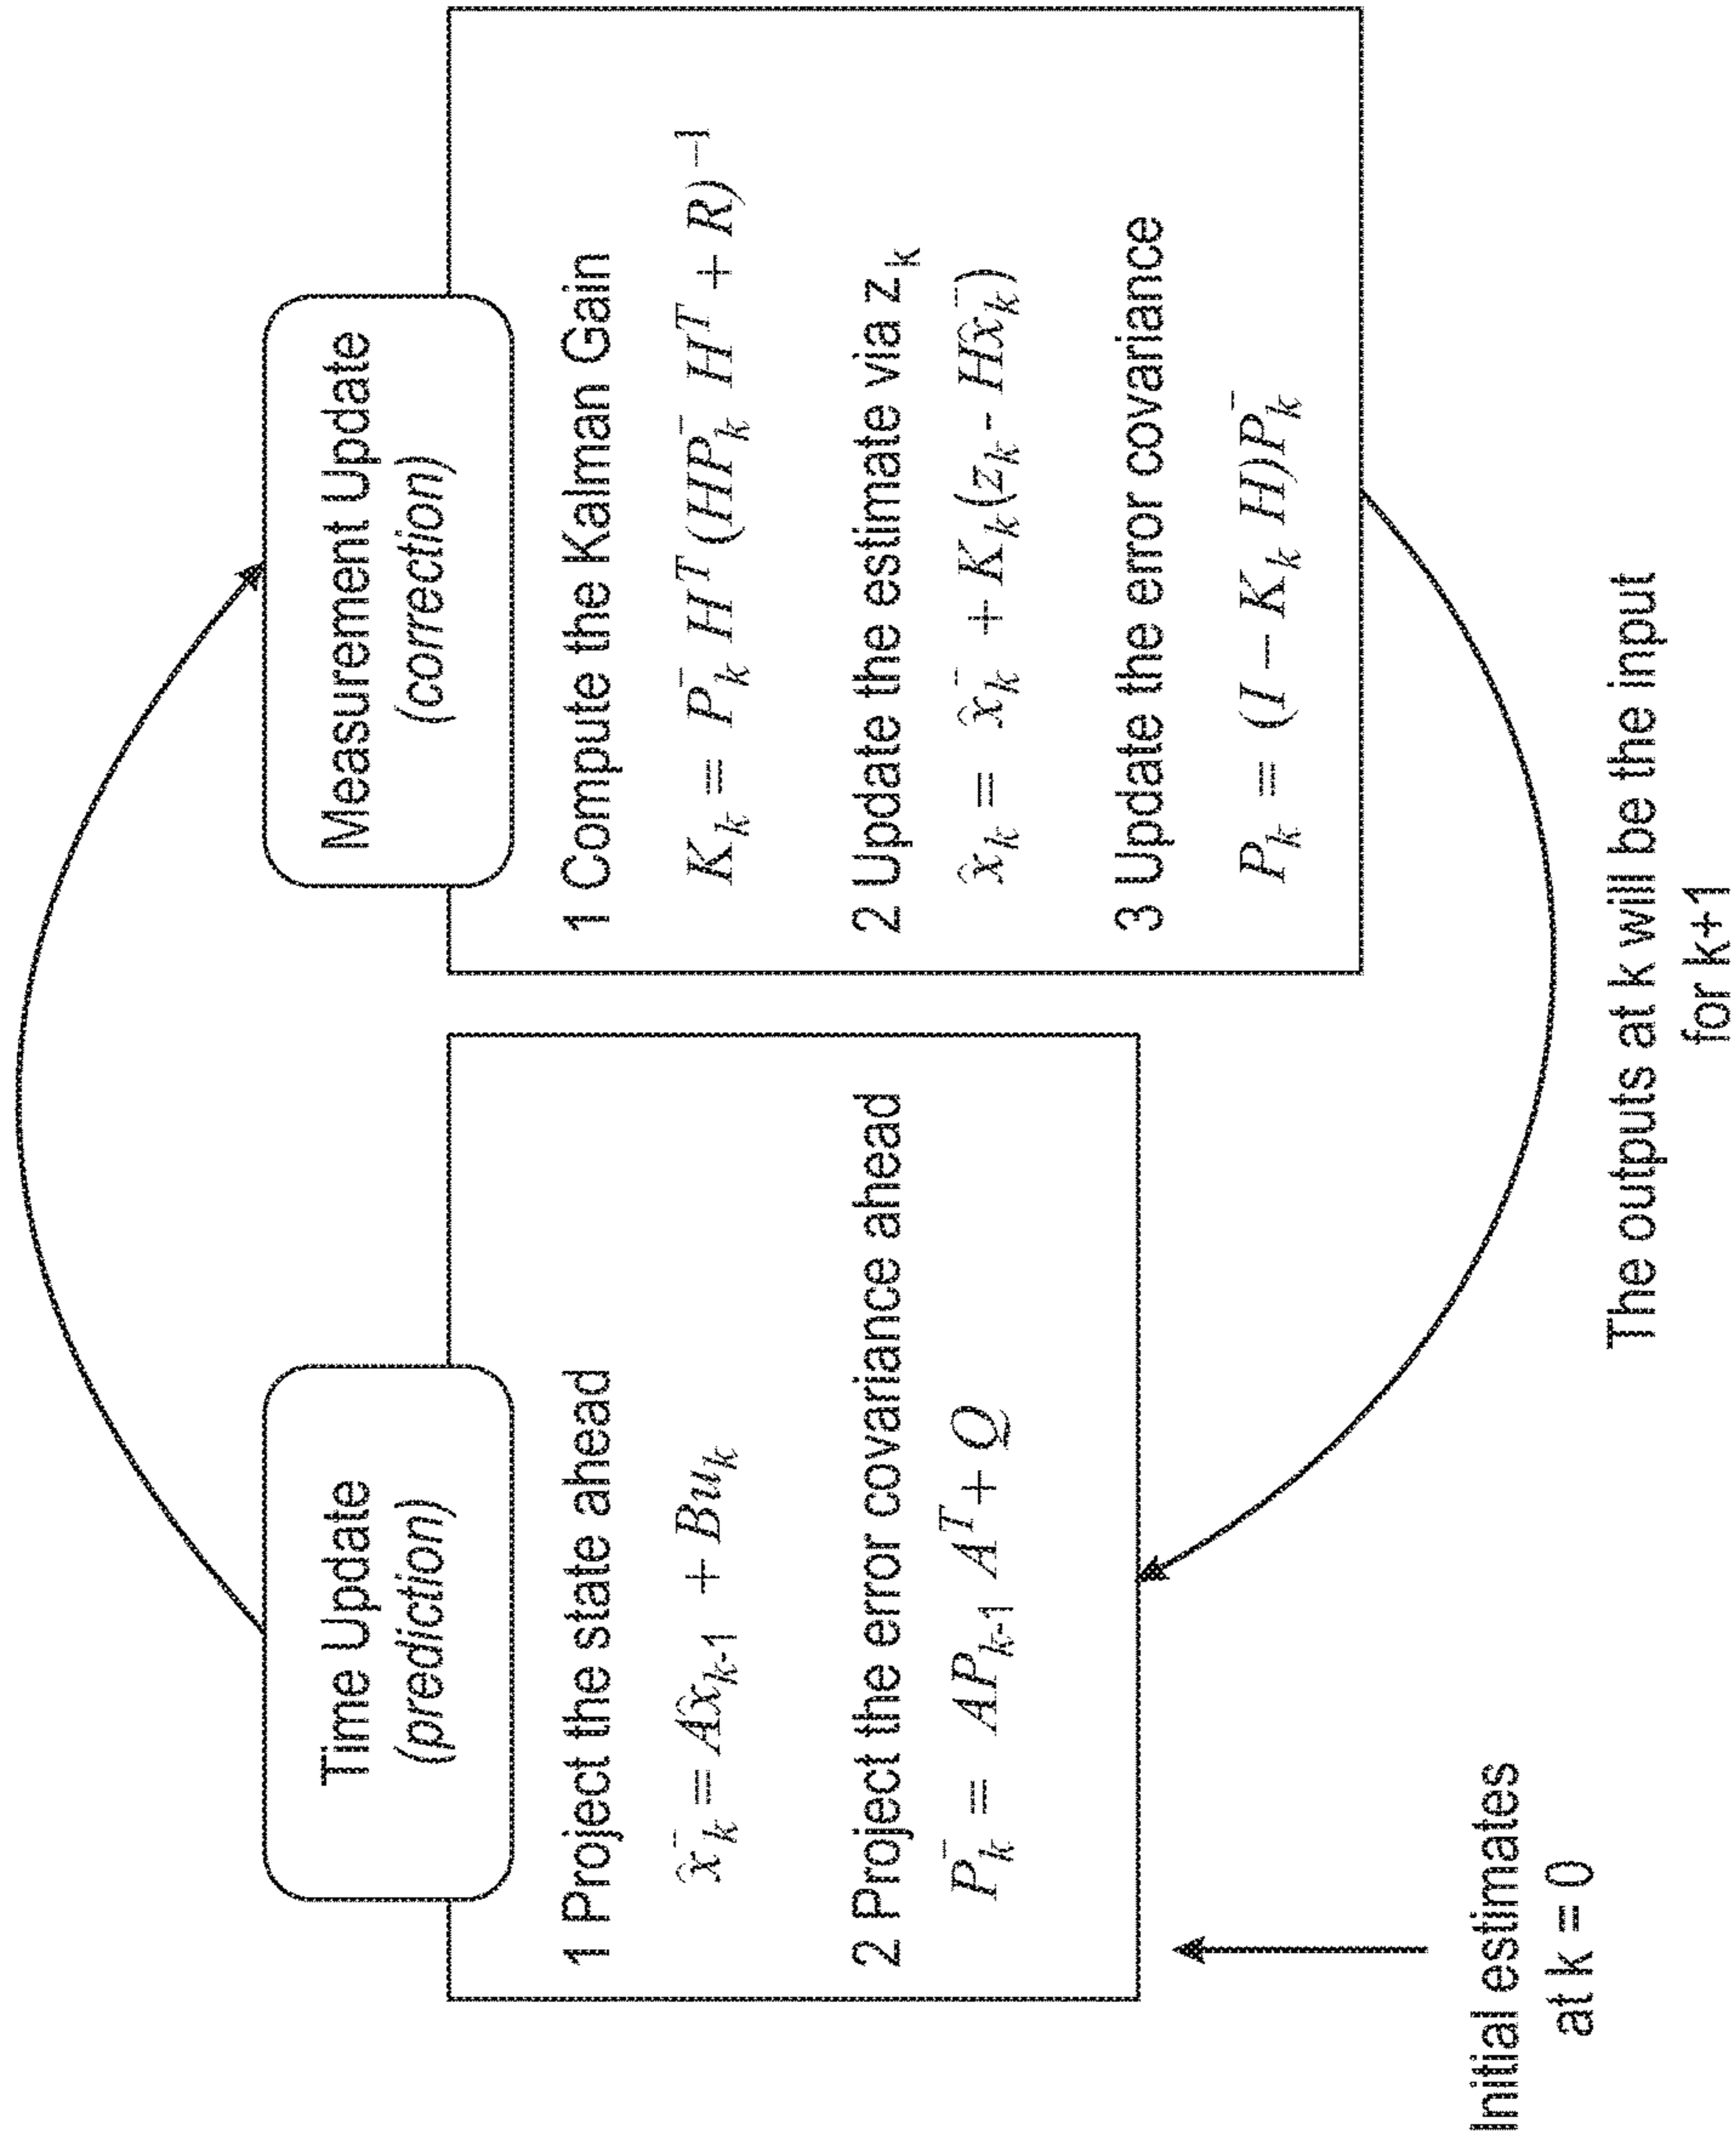 Time Update
(prediction)
1 Project the state ahead
x̂ₖ⁻ = Ax̂ₖ₋₁ + Buₖ
2 Project the error covariance ahead
Pₖ⁻ = APₖ₋₁ Aᵀ + Q
Initial estimates
at k = 0
Measurement Update
(correction)
1 Compute the Kalman Gain
Kₖ = Pₖ⁻ Hᵀ (HPₖ⁻ Hᵀ + R)⁻¹
2 Update the estimate via zₖ
x̂ₖ = x̂ₖ⁻ + Kₖ(zₖ - Hx̂ₖ⁻)
3 Update the error covariance
Pₖ = (I − Kₖ H)Pₖ⁻
The outputs at k will be the input
for k+1